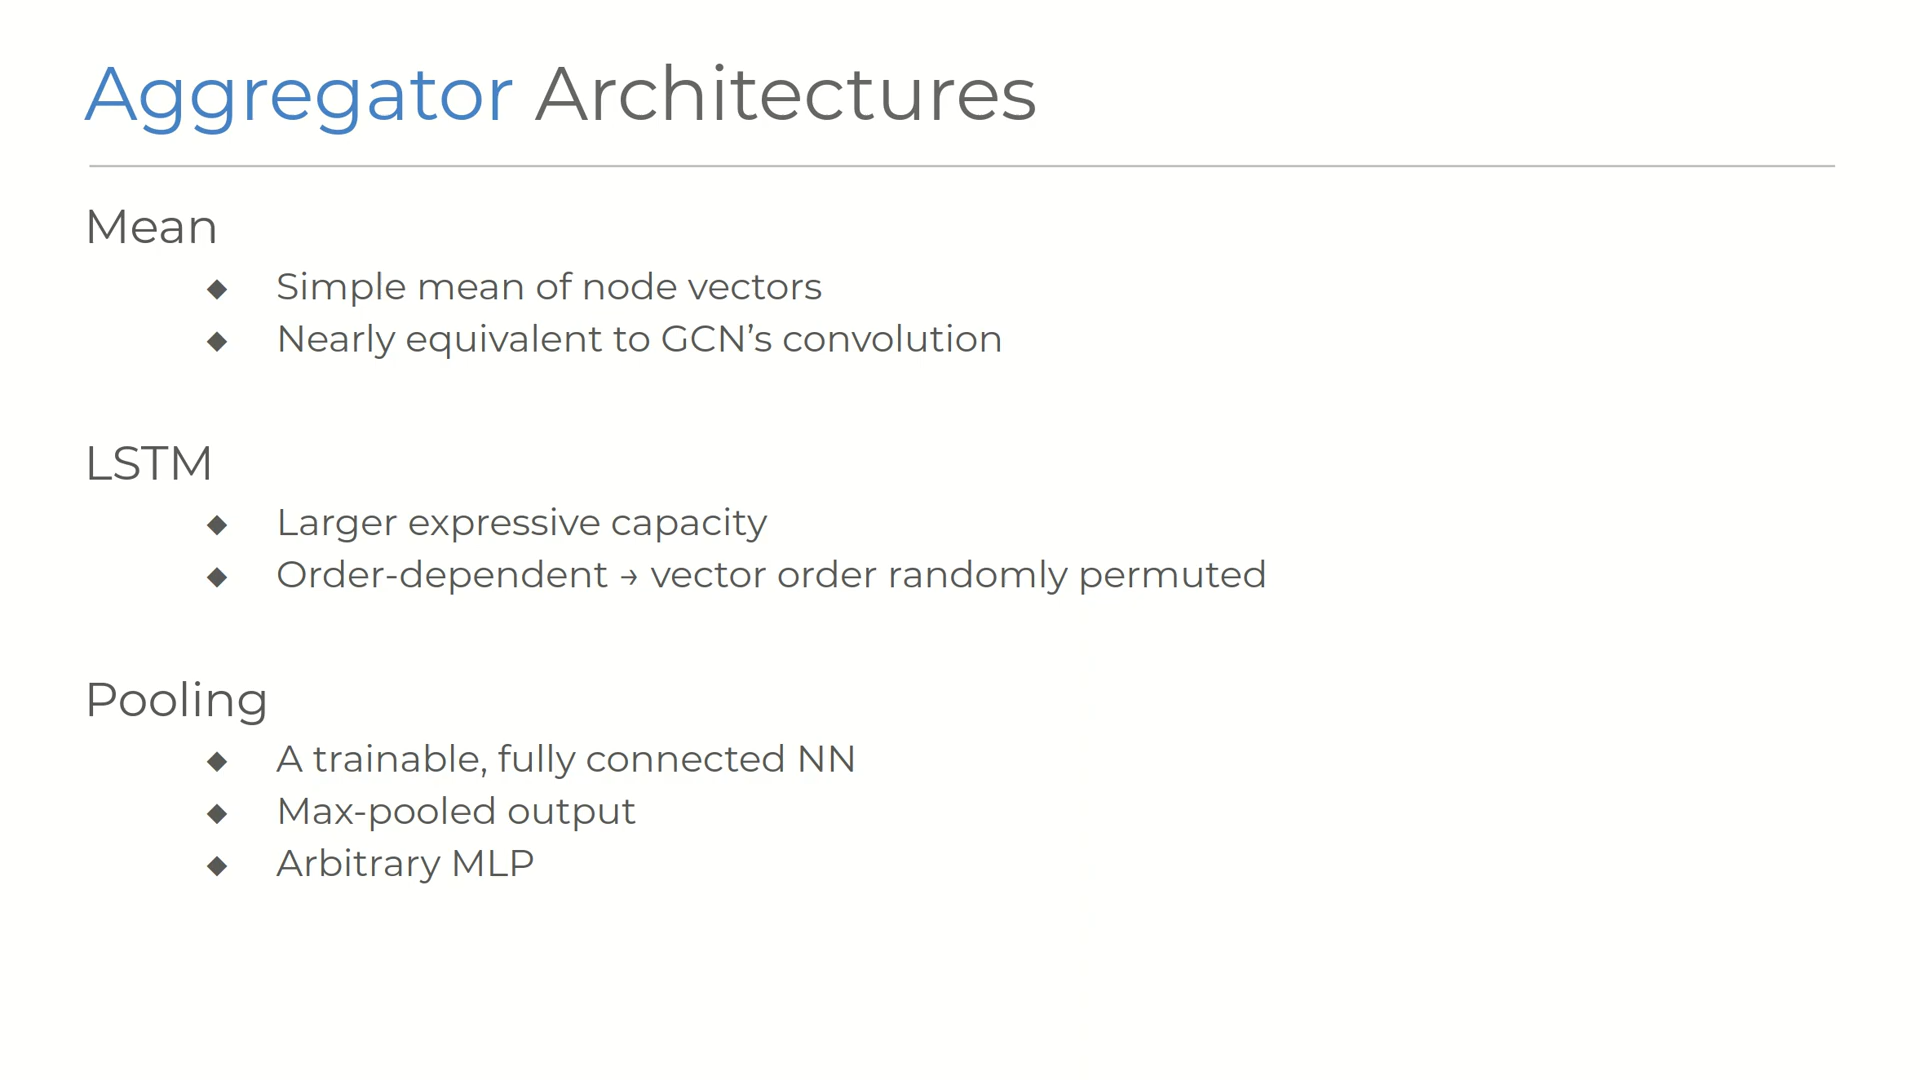 Aggregator Architectures
Mean
◆ Simple mean of node vectors
◆ Nearly equivalent to GCN’s convolution
LSTM
◆ Larger expressive capacity
◆ Order-dependent → vector order randomly permuted
Pooling
◆ A trainable, fully connected NN
◆ Max-pooled output
◆ Arbitrary MLP